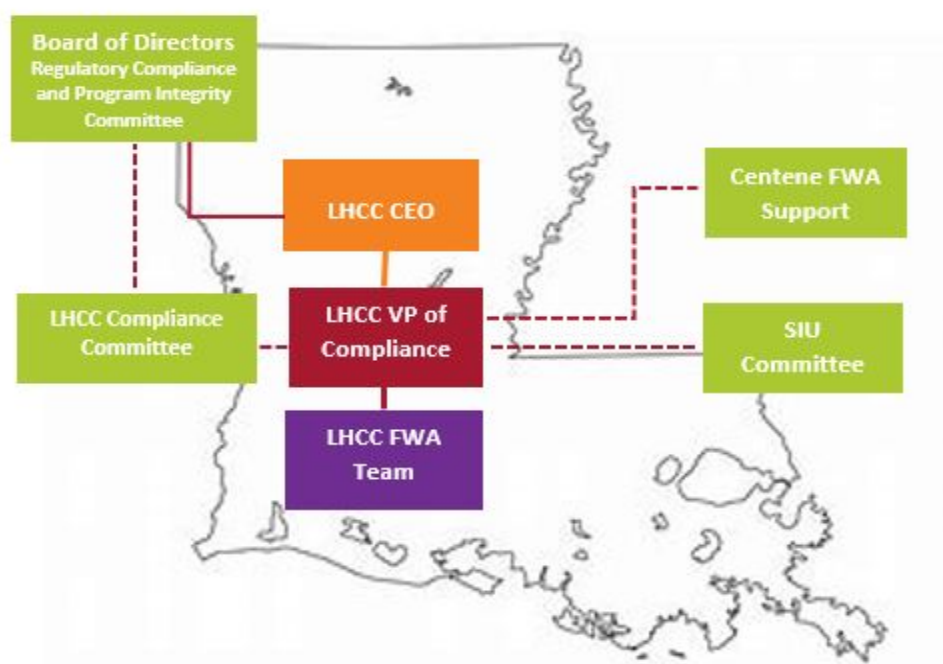 Board of Directors
Regulatory Compliance
and Program Integrity
Committee
LHCC CEO
Centene FWA
Support
LHCC Compliance
Committee
LHCC VP of
Compliance
SIU
Committee
LHCC FWA
Team